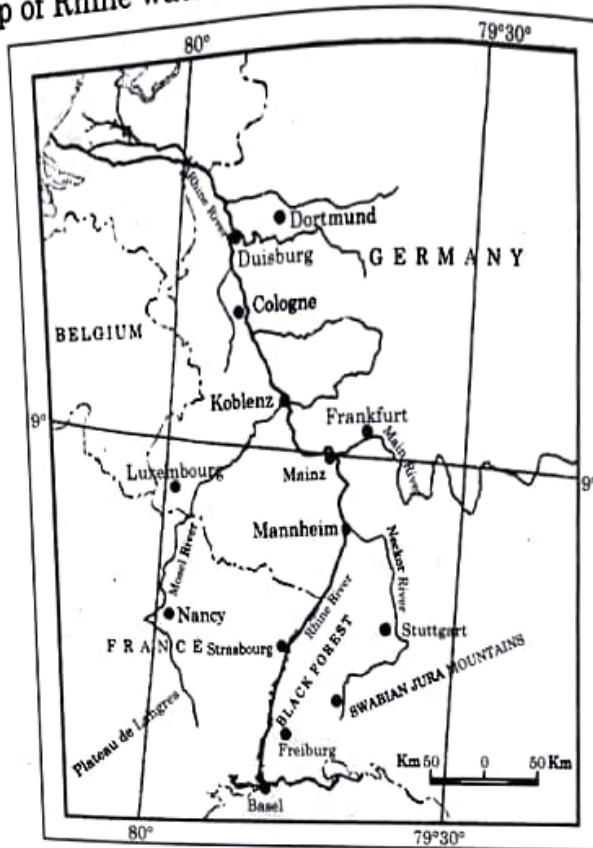 p of Rhine
80°
79°30'
Rhine River
Dortmund
Duisburg
GERMANY
Cologne
BELGIUM
Koblenz
Frankfurt
9°
Main River
Luxembourg
Mainz
9°
Mannheim
Neckor River
Mosel River
Nancy
Rhine River
FRANCE
Strasbourg
Stuttgart
BLACK FOREST
SWABIAN JURA MOUNTAINS
Plateau de Langres
Freiburg
Km 50 0 50 Km
Basel
80°
79°30'